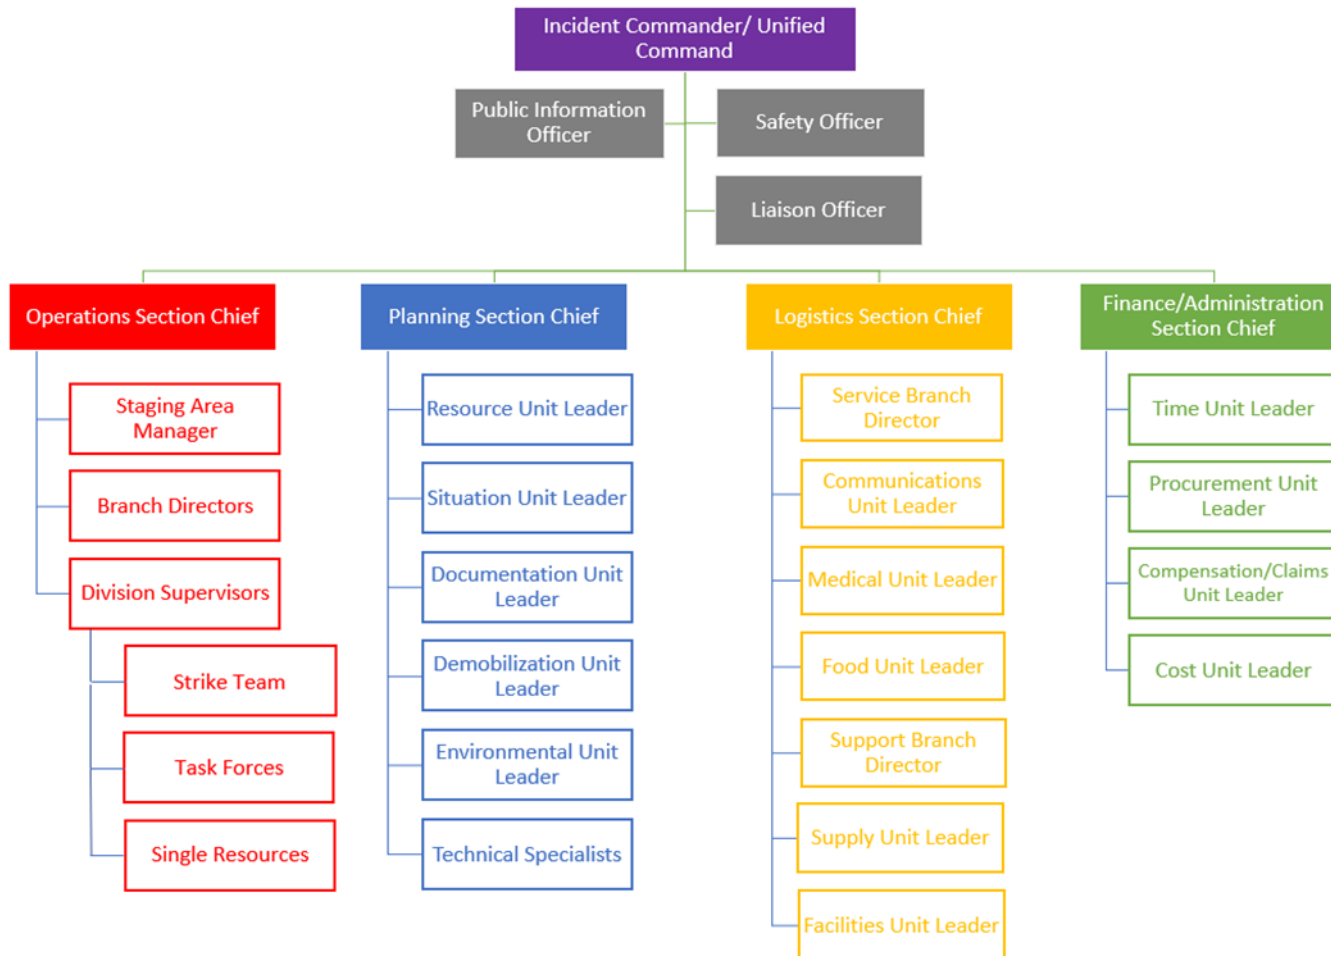 Incident Commander/ Unified
Command
Public Information
Officer
Safety Officer
Liaison Officer
Operations Section Chief
Staging Area
Manager
Branch Directors
Division Supervisors
Strike Team
Task Forces
Single Resources
Planning Section Chief
Resource Unit Leader
Situation Unit Leader
Documentation Unit
Leader
Demobilization Unit
Leader
Environmental Unit
Leader
Technical Specialists
Logistics Section Chief
Service Branch
Director
Communications
Unit Leader
Medical Unit Leader
Food Unit Leader
Support Branch
Director
Supply Unit Leader
Facilities Unit Leader
Finance/Administration
Section Chief
Time Unit Leader
Procurement Unit
Leader
Compensation/Claims
Unit Leader
Cost Unit Leader